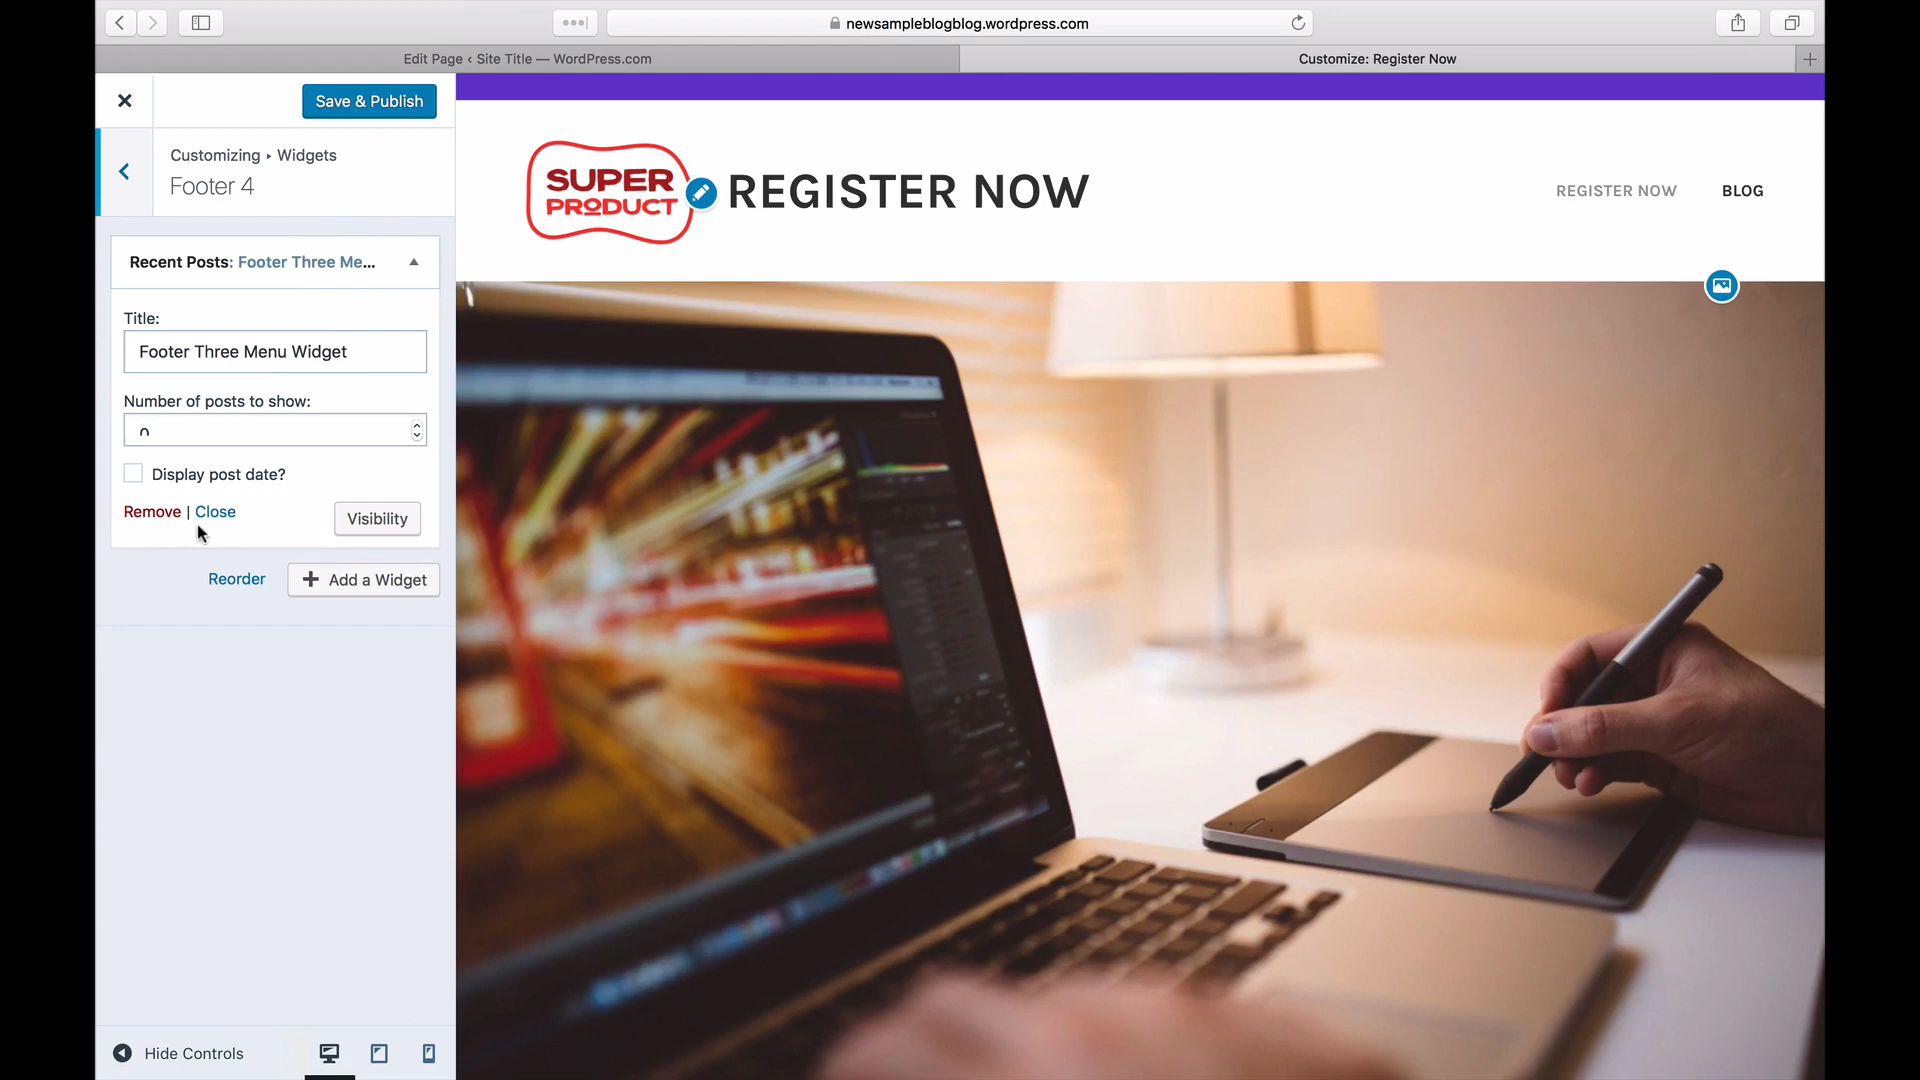 newsampleblogblog.wordpress.com
Edit Page ‹ Site Title — WordPress.com
Customize: Register Now
Save & Publish
Customizing ▸ Widgets
Footer 4
Recent Posts: Footer Three Me...
Title:
Footer Three Menu Widget
Number of posts to show:
Display post date?
Remove | Close
Visibility
Reorder
Add a Widget
Hide Controls
SUPER
PRODUCT
REGISTER NOW
REGISTER NOW
BLOG